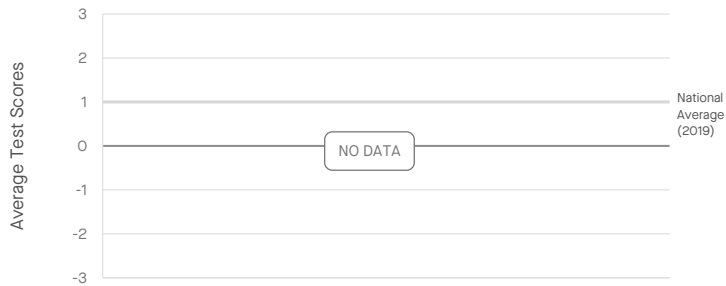 Average Test Scores
3
2
1
0
-1
-2
-3
NO DATA
National
Average
(2019)